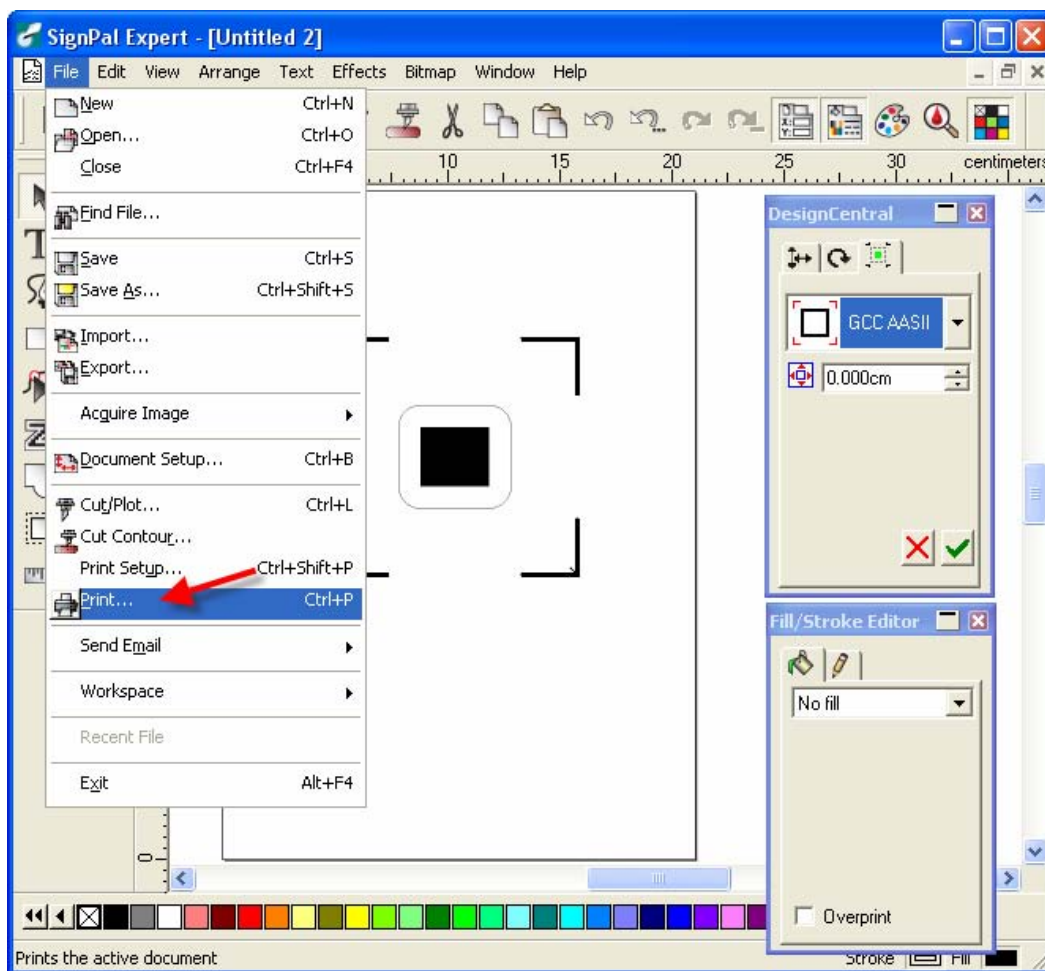 SignPal Expert - [Untitled 2]
File Edit View Arrange Text Effects Bitmap Window Help
New Ctrl+N
Open... Ctrl+O
Close Ctrl+F4
Find File...
Save Ctrl+S
Save As... Ctrl+Shift+S
Import...
Export...
Acquire Image
Document Setup... Ctrl+B
Cut/Plot... Ctrl+L
Cut Contour...
Print Setup... Ctrl+Shift+P
Print... Ctrl+P
Send Email
Workspace
Recent File
Exit Alt+F4
10 15 20 25 30 centimeters
0
DesignCentral
GCC AASII
0.000cm
Fill/Stroke Editor
No fill
Overprint
Prints the active document
Stroke Fill